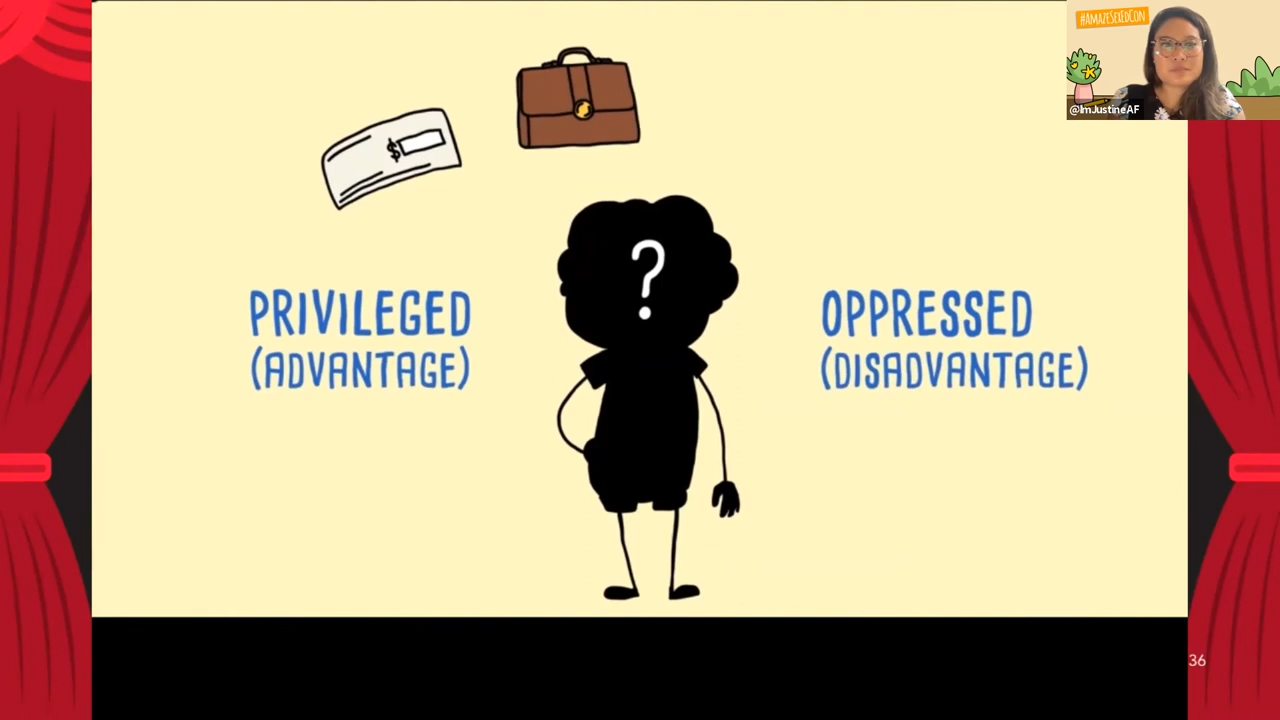 #AMAZESEXEDCON
@ImJustineAF
$
?
PRIVILEGED
(ADVANTAGE)
OPPRESSED
(DISADVANTAGE)
36